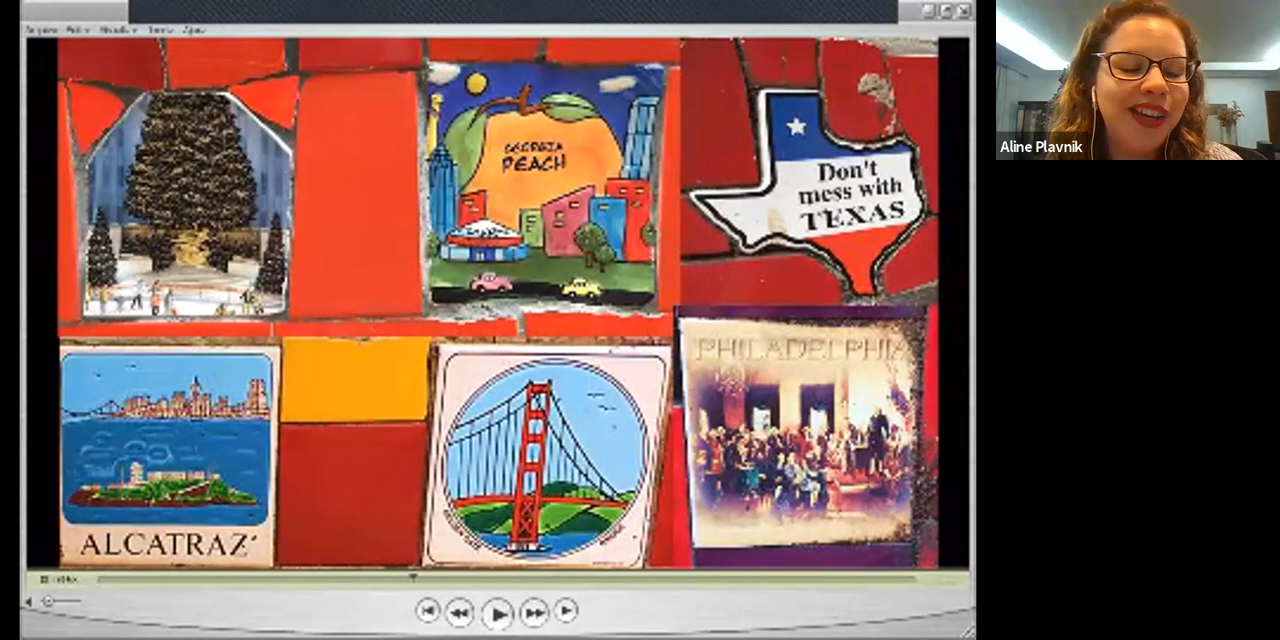 GEORGIA
PEACH
Don't
mess with
TEXAS
Aline Plavnik
PHILADELPHIA
ALCATRAZ